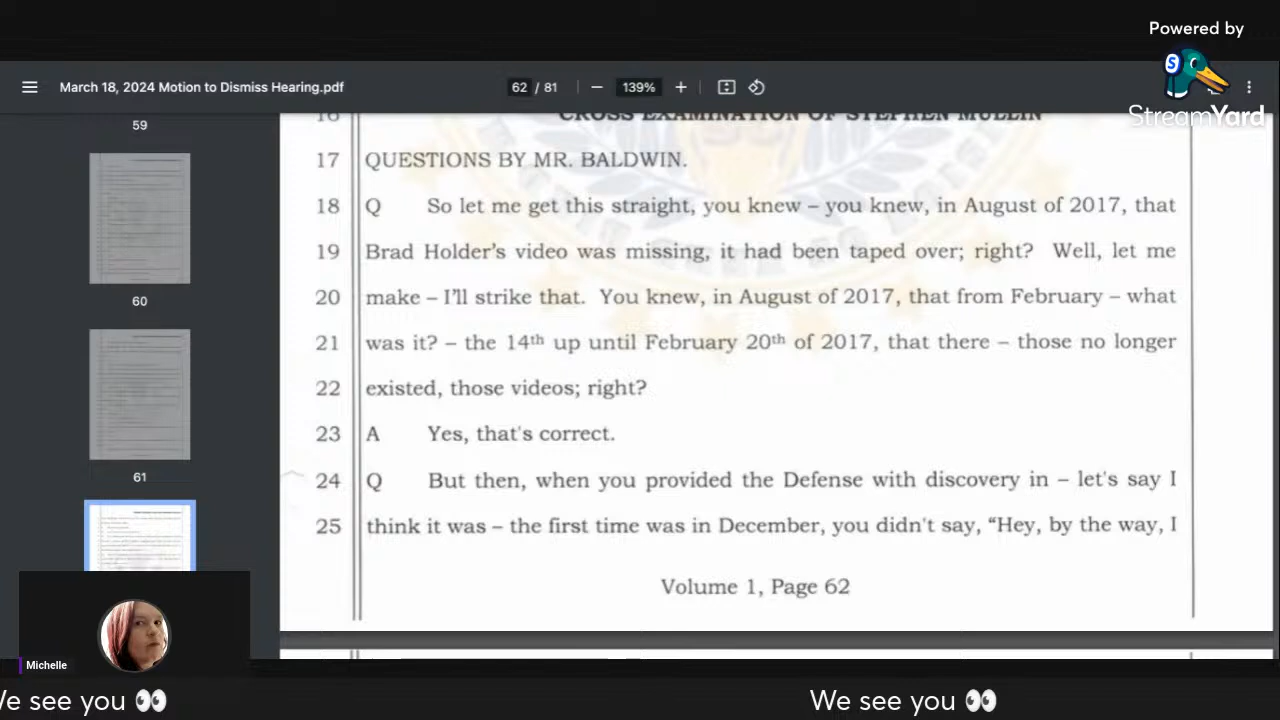 Powered by
StreamYard
March 18, 2024 Motion to Dismiss Hearing.pdf
62 / 81
139%
59
60
61
16 CROSS EXAMINATION OF STEPHEN MULLIN
17 QUESTIONS BY MR. BALDWIN.
18 Q So let me get this straight, you knew – you knew, in August of 2017, that
19 Brad Holder's video was missing, it had been taped over; right? Well, let me
20 make – I'll strike that. You knew, in August of 2017, that from February – what
21 was it? – the 14th up until February 20th of 2017, that there – those no longer
22 existed, those videos; right?
23 A Yes, that's correct.
24 Q But then, when you provided the Defense with discovery in – let's say I
25 think it was – the first time was in December, you didn't say, “Hey, by the way, I
Volume 1, Page 62
Michelle
We see you 👀
We see you 👀